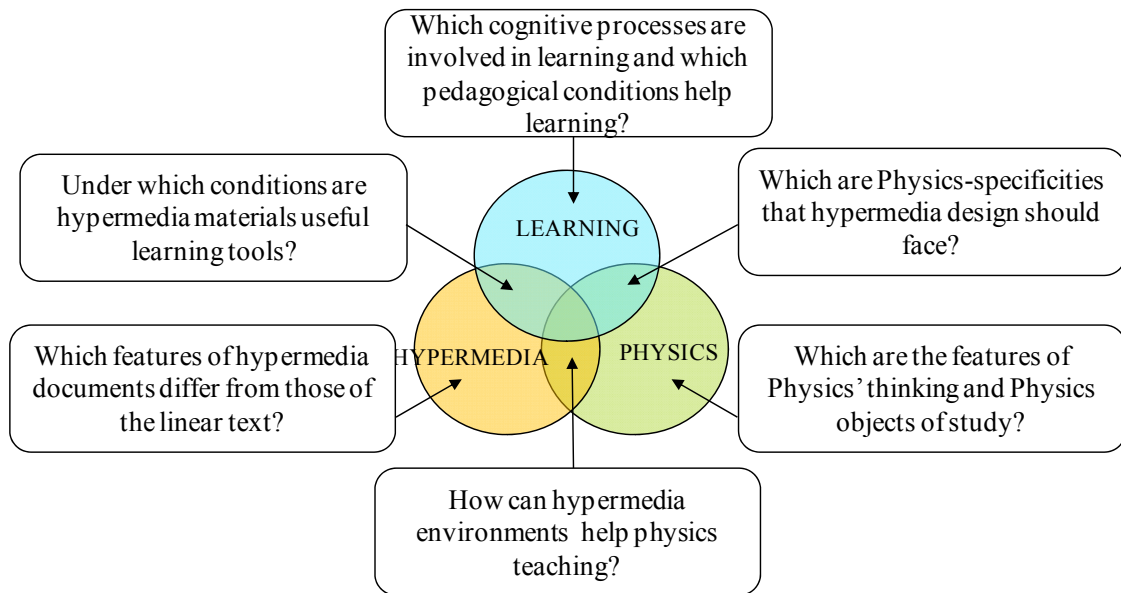 Which cognitive processes are
involved in learning and which
pedagogical conditions help
learning?
Under which conditions are
hypermedia materials useful
learning tools?
Which are Physics-specificities
that hypermedia design should
face?
LEARNING
Which features of hypermedia
documents differ from those of
the linear text?
HYPERMEDIA
PHYSICS
Which are the features of
Physics’ thinking and Physics
objects of study?
How can hypermedia
environments help physics
teaching?